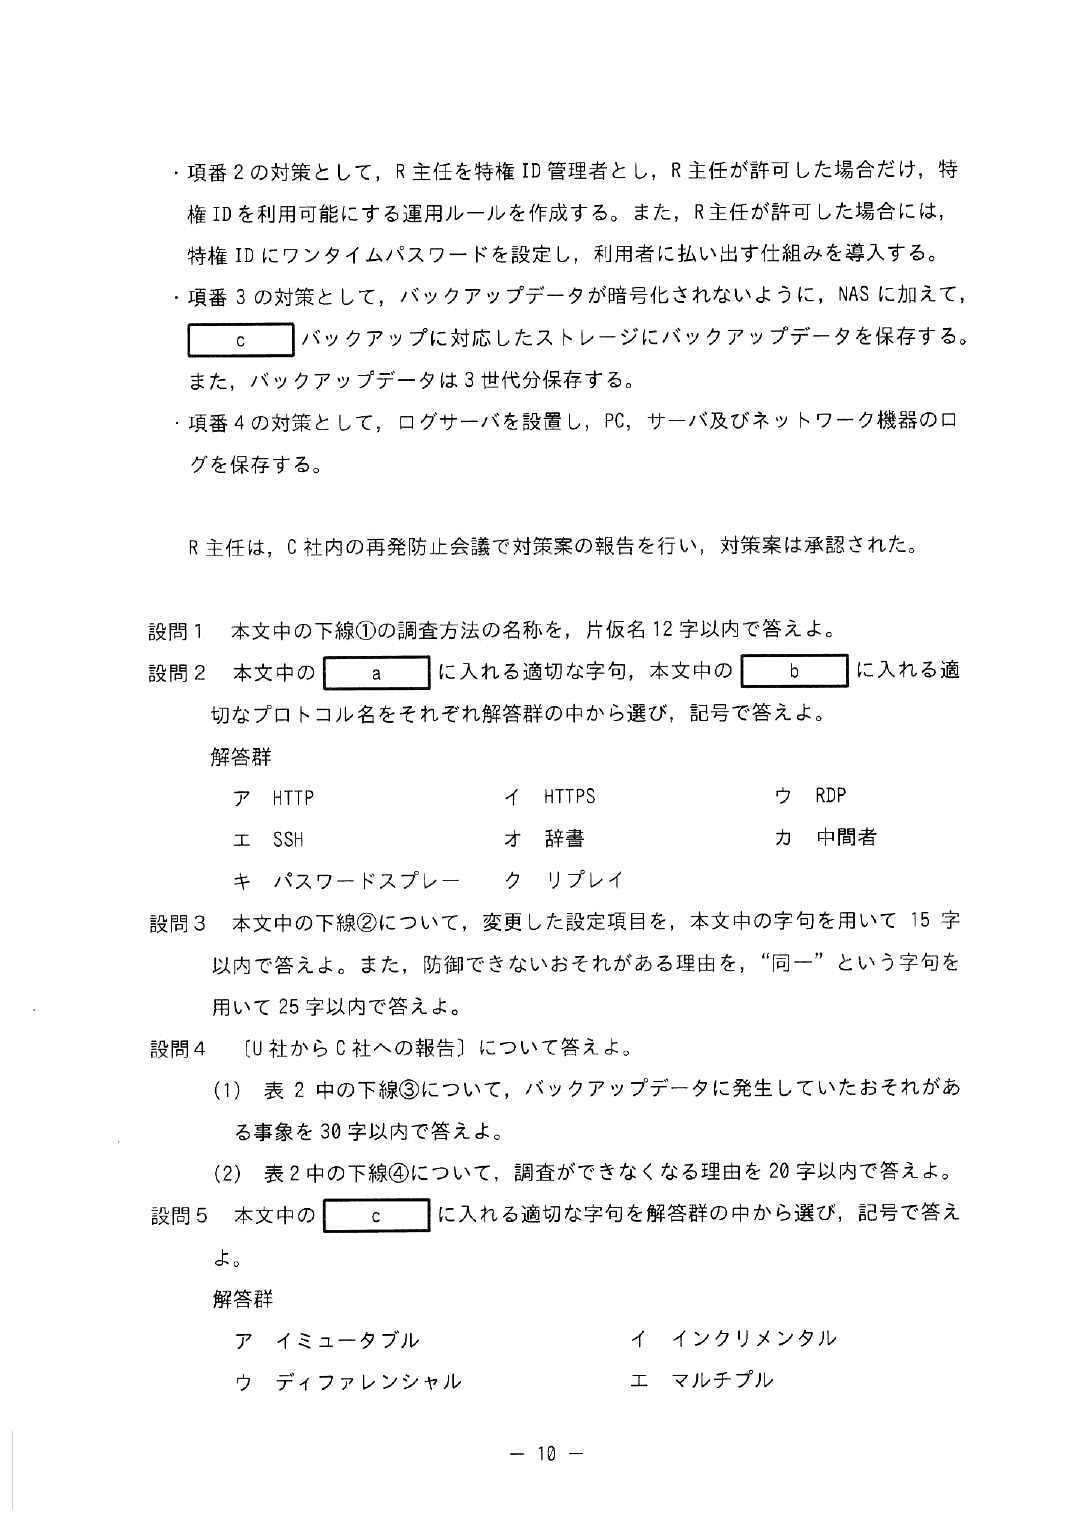 ・項番2の対策として，R主任を特権ID管理者とし，R主任が許可した場合だけ，特
権IDを利用可能にする運用ルールを作成する。また，R主任が許可した場合には，
特権IDにワンタイムパスワードを設定し，利用者に払い出す仕組みを導入する。
・項番3の対策として，バックアップデータが暗号化されないように，NASに加えて，
c バックアップに対応したストレージにバックアップデータを保存する。
また，バックアップデータは3世代分保存する。
・項番4の対策として，ログサーバを設置し，PC，サーバ及びネットワーク機器のロ
グを保存する。
R主任は，C社内の再発防止会議で対策案の報告を行い，対策案は承認された。
設問1 本文中の下線①の調査方法の名称を，片仮名12字以内で答えよ。
設問2 本文中の a に入れる適切な字句，本文中の b に入れる適
切なプロトコル名をそれぞれ解答群の中から選び，記号で答えよ。
解答群
ア HTTP イ HTTPS ウ RDP
エ SSH オ 辞書 カ 中間者
キ パスワードスプレー ク リプレイ
設問3 本文中の下線②について，変更した設定項目を，本文中の字句を用いて15字
以内で答えよ。また，防御できないおそれがある理由を，“同一”という字句を
用いて25字以内で答えよ。
設問4 〔U社からC社への報告〕について答えよ。
(1) 表2中の下線③について，バックアップデータに発生していたおそれがあ
る事象を30字以内で答えよ。
(2) 表2中の下線④について，調査ができなくなる理由を20字以内で答えよ。
設問5 本文中の c に入れる適切な字句を解答群の中から選び，記号で答え
よ。
解答群
ア イミュータブル イ インクリメンタル
ウ ディファレンシャル エ マルチプル
－ 10 －